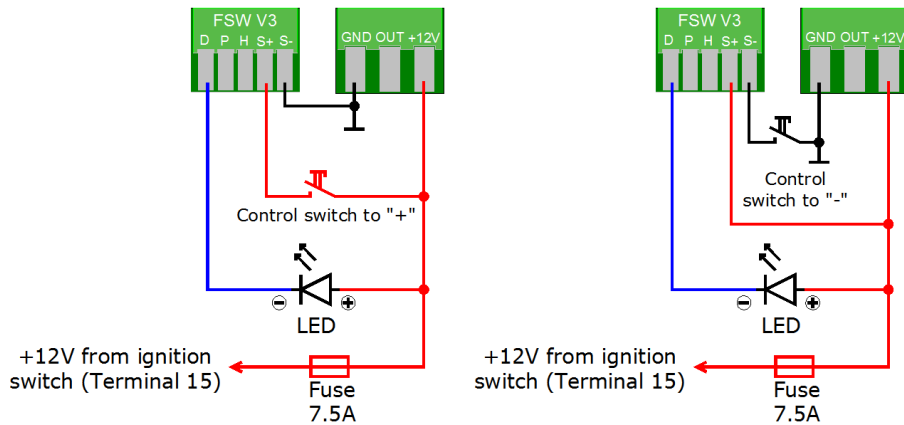 FSW V3
D P H S+ S-
GND OUT +12V
Control switch to "+"
LED
+12V from ignition
switch (Terminal 15)
Fuse
7.5A
FSW V3
D P H S+ S-
GND OUT +12V
Control
switch to "-"
LED
+12V from ignition
switch (Terminal 15)
Fuse
7.5A